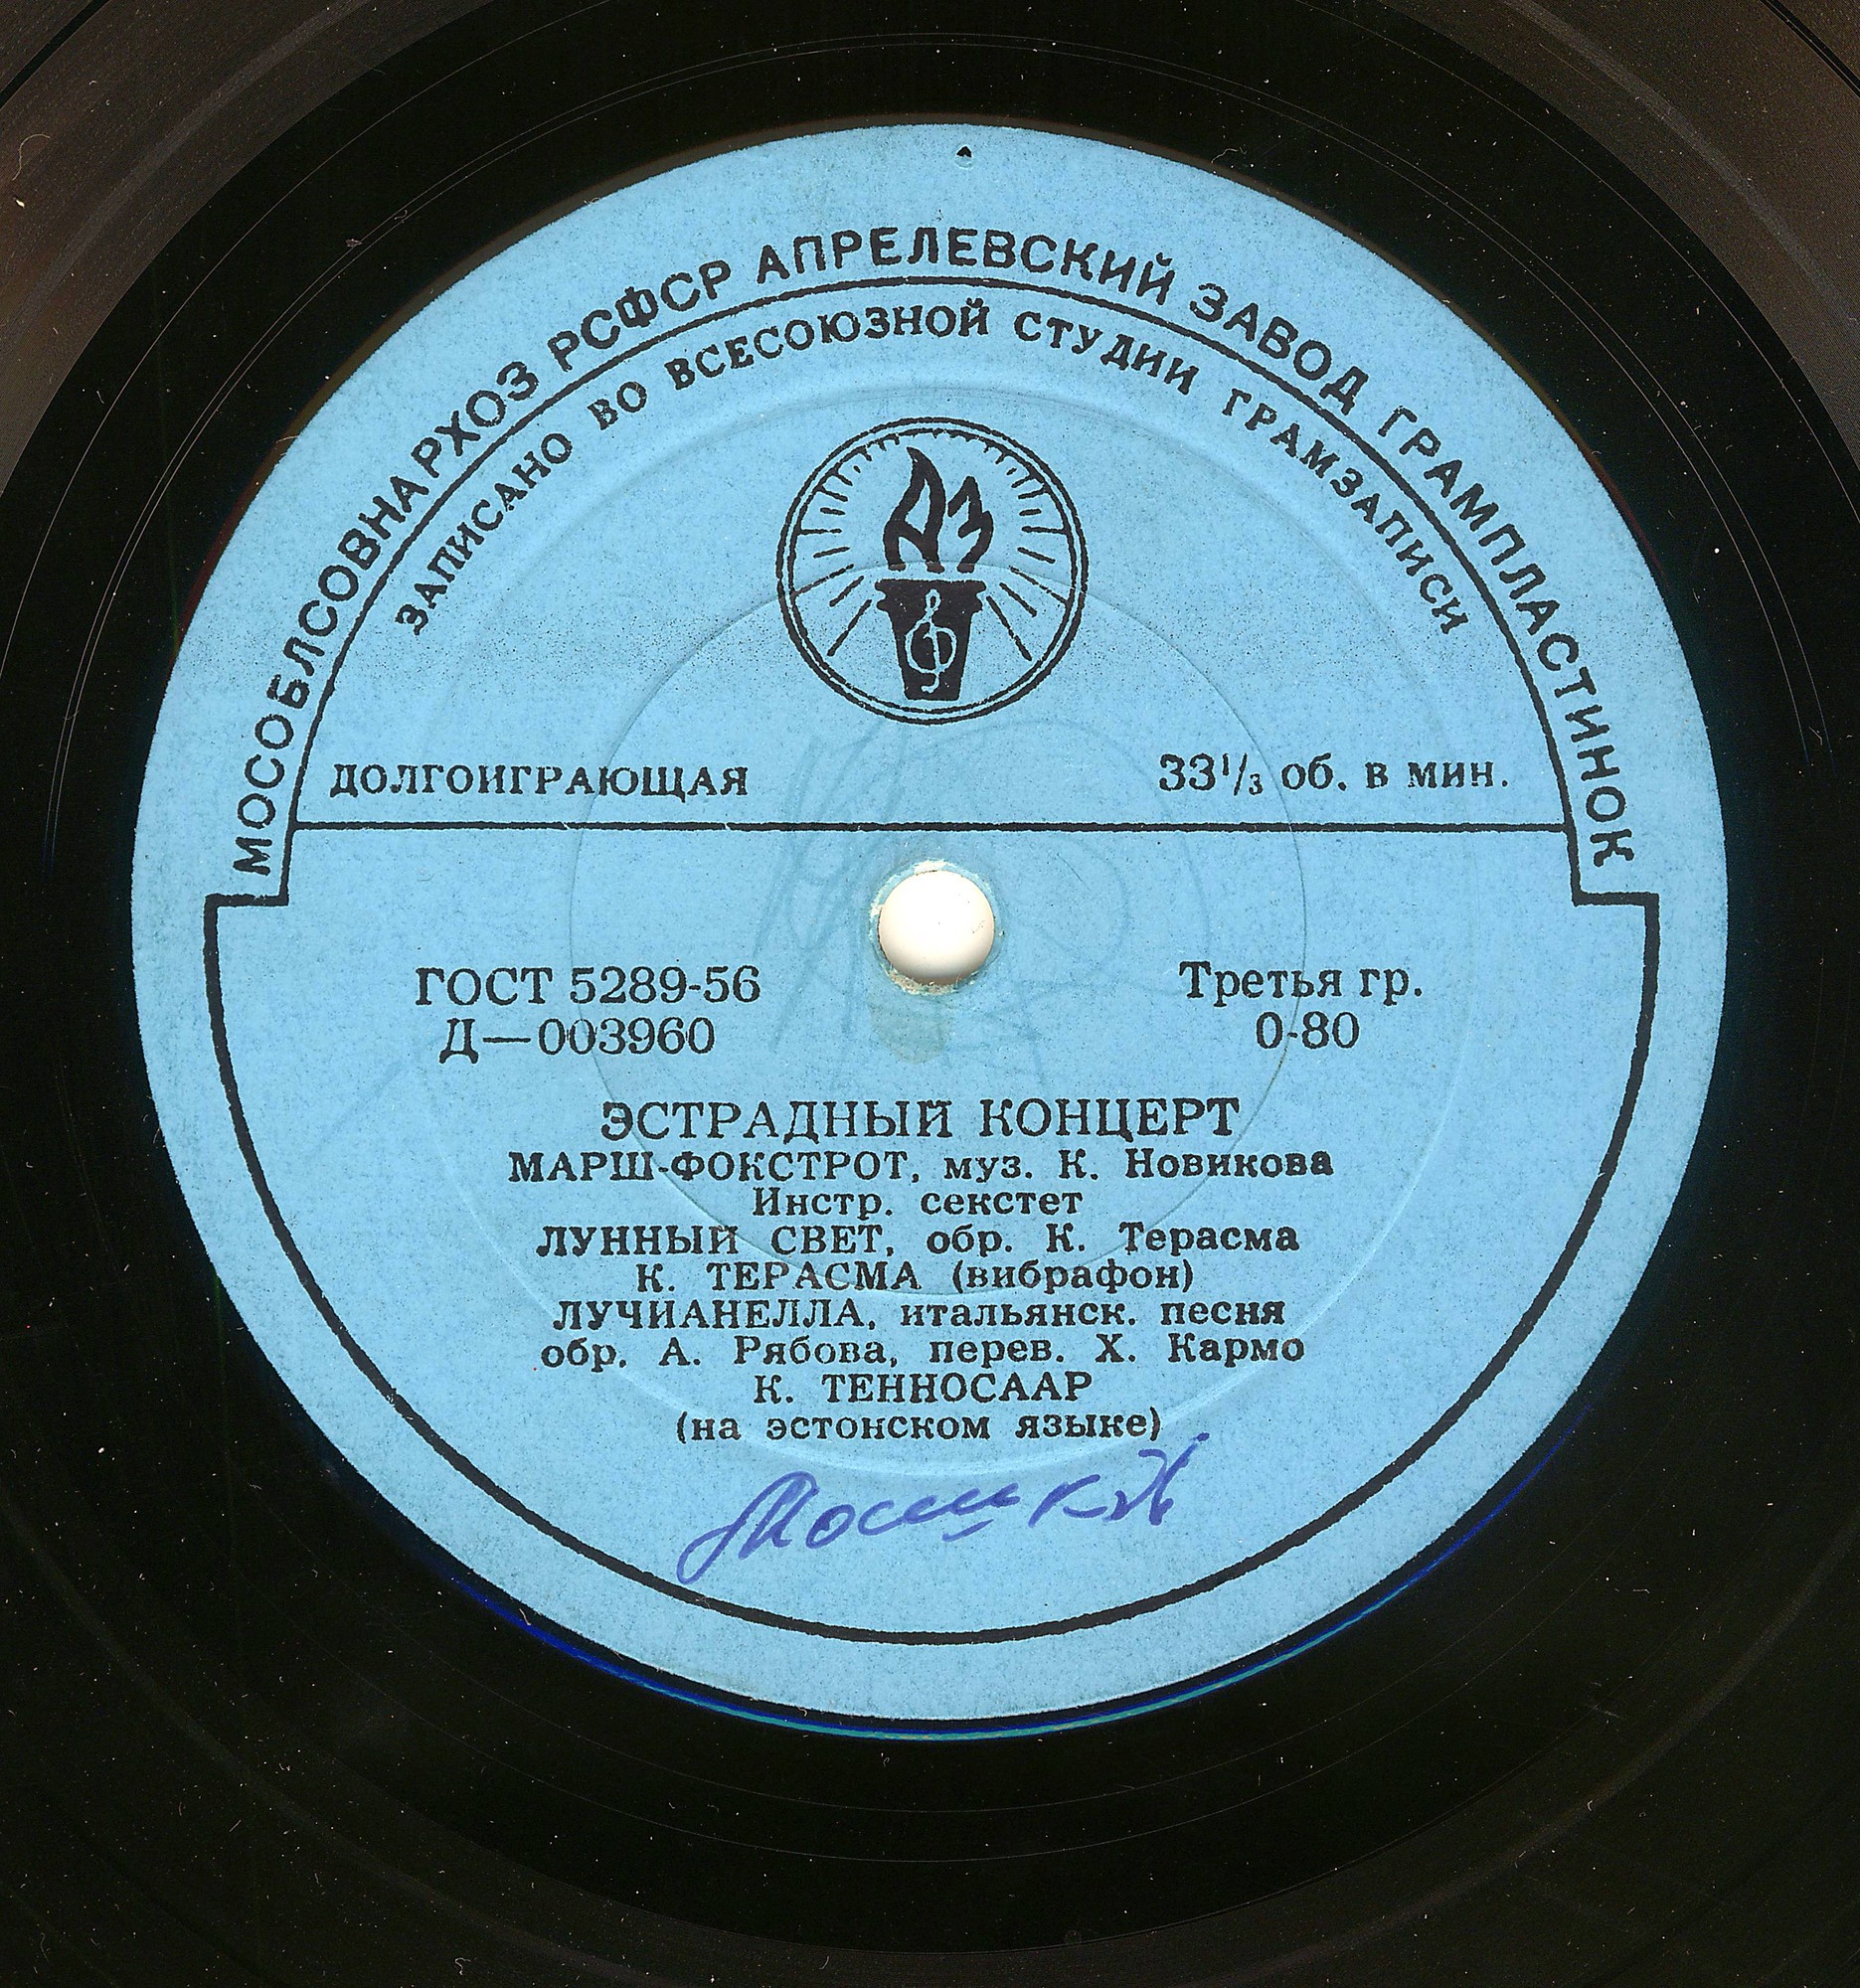 МОСОБЛСОВНАРХОЗ РСФСР АПРЕЛЕВСКИЙ ЗАВОД ГРАМПЛАСТИНОК
ЗАПИСАНО ВО ВСЕСОЮЗНОЙ СТУДИИ ГРАМЗАПИСИ
АЗ
ДОЛГОИГРАЮЩАЯ
33⅓ об. в мин.
ГОСТ 5289-56
Д—003960
Третья гр.
0-80
ЭСТРАДНЫЙ КОНЦЕРТ
МАРШ-ФОКСТРОТ, муз. К. Новикова
Инстр. секстет
ЛУННЫЙ СВЕТ, обр. К. Терасма
К. ТЕРАСМА (вибрафон)
ЛУЧИАНЕЛЛА, итальянск. песня
обр. А. Рябова, перев. Х. Кармо
К. ТЕННОСААР
(на эстонском языке)